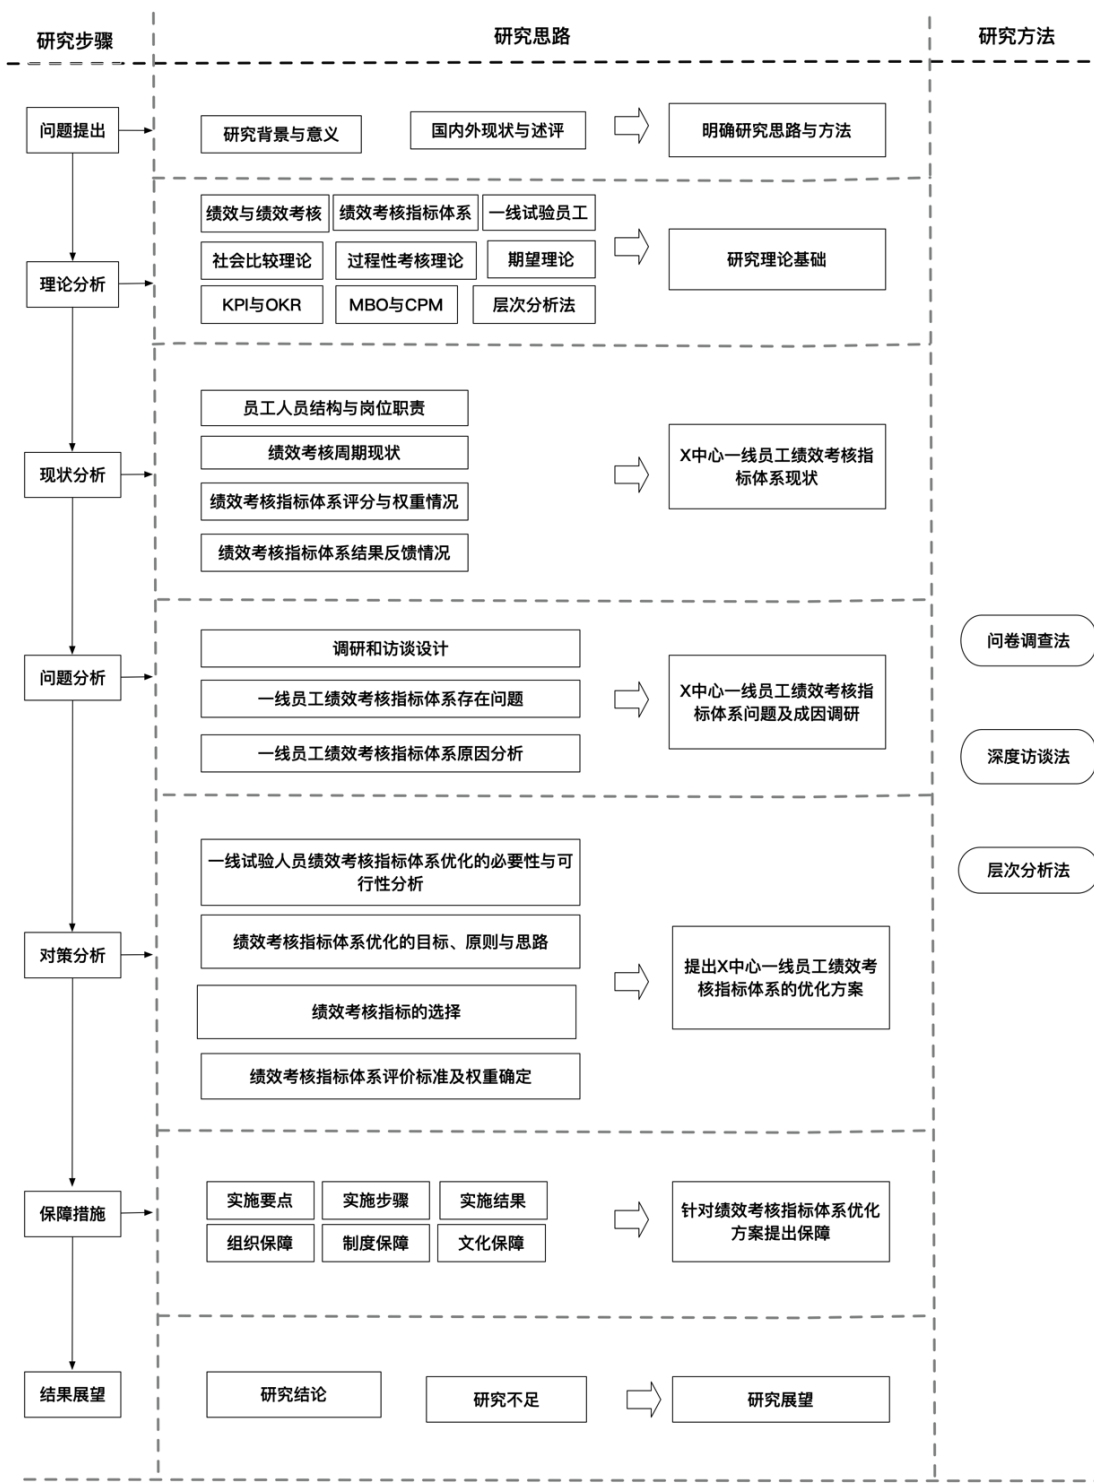 研究步骤
研究思路
研究方法
问题提出
研究背景与意义
国内外现状与述评
明确研究思路与方法
理论分析
绩效与绩效考核
绩效考核指标体系
一线试验员工
社会比较理论
过程性考核理论
期望理论
KPI与OKR
MBO与CPM
层次分析法
研究理论基础
现状分析
员工人员结构与岗位职责
绩效考核周期现状
绩效考核指标体系评分与权重情况
绩效考核指标体系结果反馈情况
X中心一线员工绩效考核指
标体系现状
问题分析
调研和访谈设计
一线员工绩效考核指标体系存在问题
一线员工绩效考核指标体系原因分析
X中心一线员工绩效考核指
标体系问题及成因调研
问卷调查法
深度访谈法
层次分析法
对策分析
一线试验人员绩效考核指标体系优化的必要性与可
行性分析
绩效考核指标体系优化的目标、原则与思路
绩效考核指标的选择
绩效考核指标体系评价标准及权重确定
提出X中心一线员工绩效考
核指标体系的优化方案
保障措施
实施要点
实施步骤
实施结果
组织保障
制度保障
文化保障
针对绩效考核指标体系优化
方案提出保障
结果展望
研究结论
研究不足
研究展望